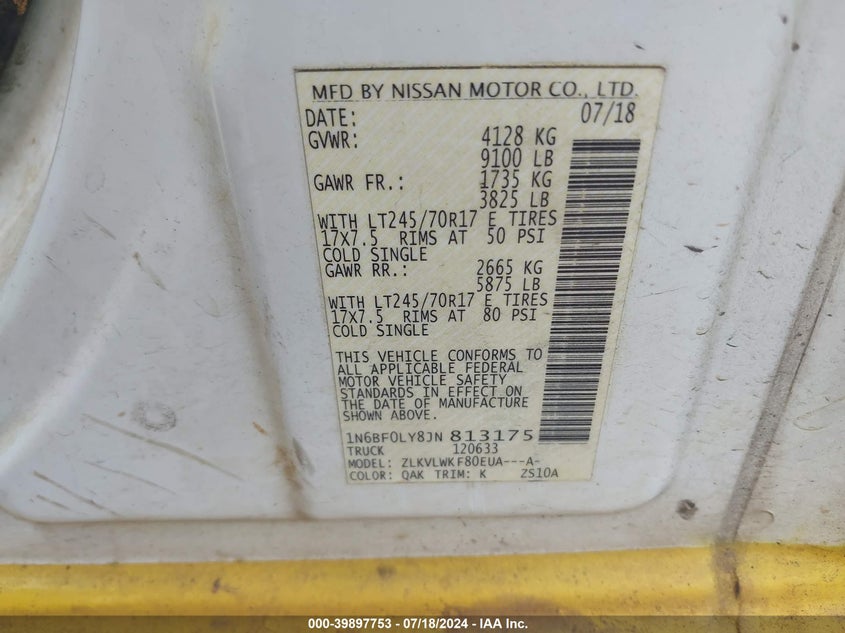 MFD BY NISSAN MOTOR CO., LTD.
DATE: 07/18
GVWR: 4128 KG
9100 LB
GAWR FR.: 1735 KG
3825 LB
WITH LT245/70R17 E TIRES
17X7.5 RIMS AT 50 PSI
COLD SINGLE
GAWR RR.: 2665 KG
5875 LB
WITH LT245/70R17 E TIRES
17X7.5 RIMS AT 80 PSI
COLD SINGLE
THIS VEHICLE CONFORMS TO
ALL APPLICABLE FEDERAL
MOTOR VEHICLE SAFETY
STANDARDS IN EFFECT ON
THE DATE OF MANUFACTURE
SHOWN ABOVE.
1N6BF0LY8JN 813175
TRUCK 120633
MODEL: ZLKVLWKF80EUA---A-
COLOR: QAK TRIM: K ZS10A
000-39897753 - 07/18/2024 - IAA Inc.